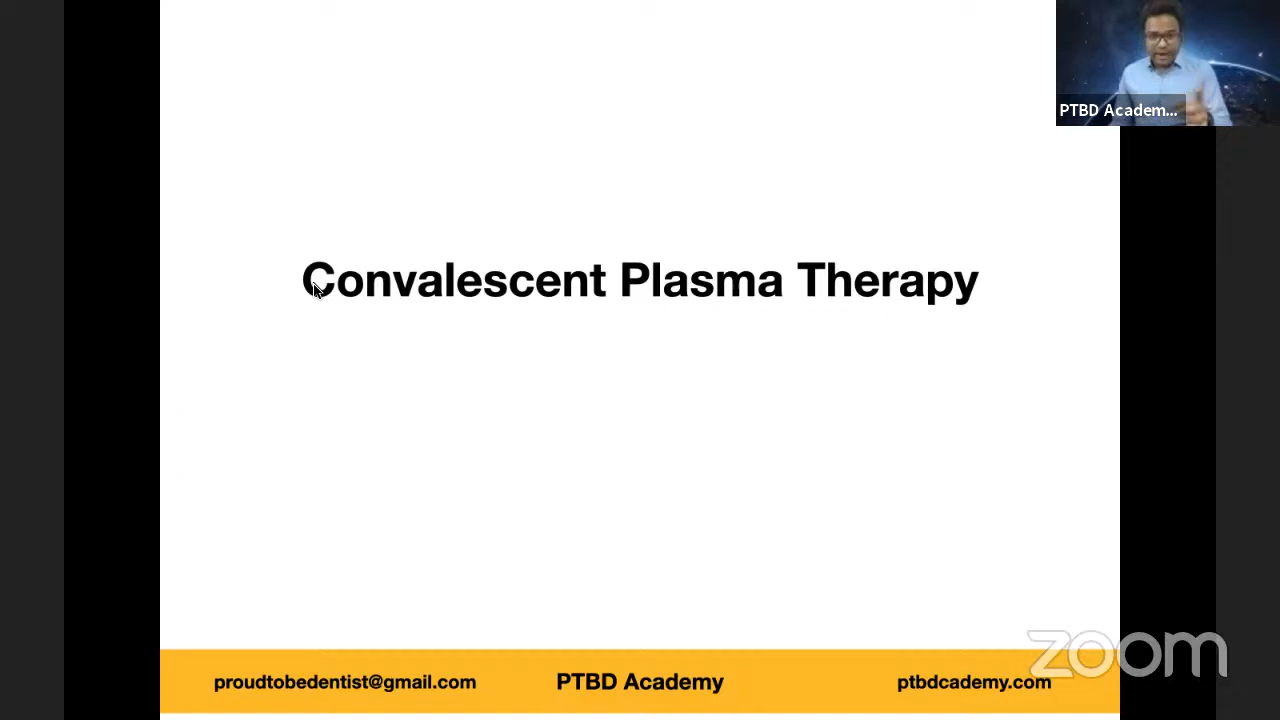 PTBD Academ...
Convalescent Plasma Therapy
zoom
proudtobedentist@gmail.com
PTBD Academy
ptbdcademy.com